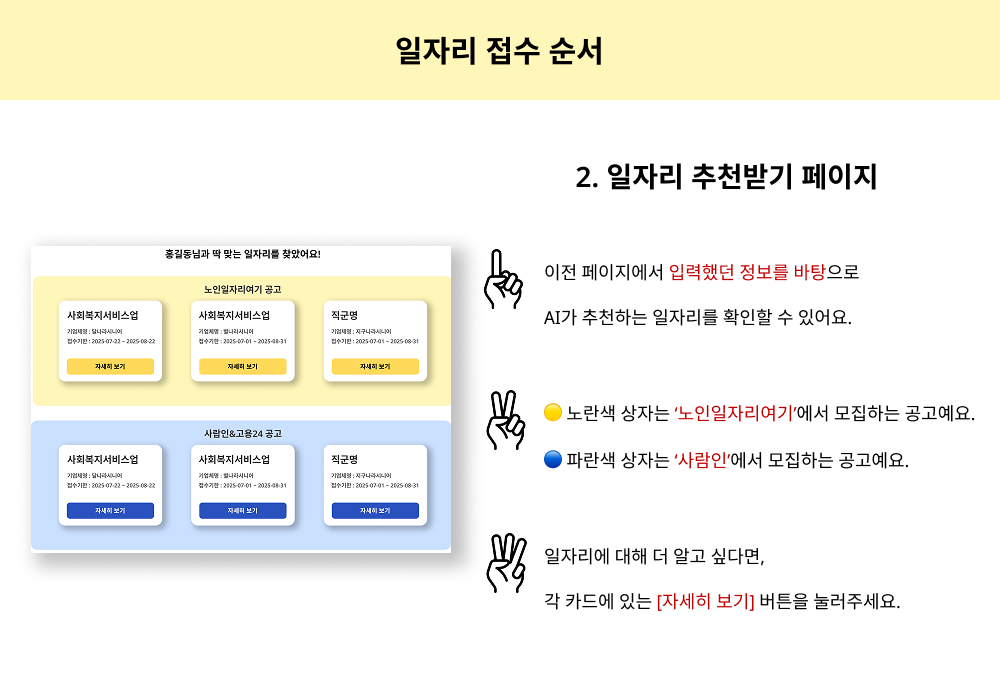 일자리 접수 순서
2. 일자리 추천받기 페이지
홍길동님과 딱 맞는 일자리를 찾았어요!
노인일자리여기 공고
사회복지서비스업
기업체명 : 달나라시니어
접수기한 : 2025-07-22 ~ 2025-08-22
자세히 보기
사회복지서비스업
기업체명 : 별나라시니어
접수기한 : 2025-07-01 ~ 2025-08-31
자세히 보기
직군명
기업체명 : 지구나라시니어
접수기한 : 2025-07-01 ~ 2025-08-31
자세히 보기
사람인&고용24 공고
사회복지서비스업
기업체명 : 달나라시니어
접수기한 : 2025-07-22 ~ 2025-08-22
자세히 보기
사회복지서비스업
기업체명 : 별나라시니어
접수기한 : 2025-07-01 ~ 2025-08-31
자세히 보기
직군명
기업체명 : 지구나라시니어
접수기한 : 2025-07-01 ~ 2025-08-31
자세히 보기
이전 페이지에서 입력했던 정보를 바탕으로
AI가 추천하는 일자리를 확인할 수 있어요.
노란색 상자는 ‘노인일자리여기’에서 모집하는 공고예요.
파란색 상자는 ‘사람인’에서 모집하는 공고예요.
일자리에 대해 더 알고 싶다면,
각 카드에 있는 [자세히 보기] 버튼을 눌러주세요.